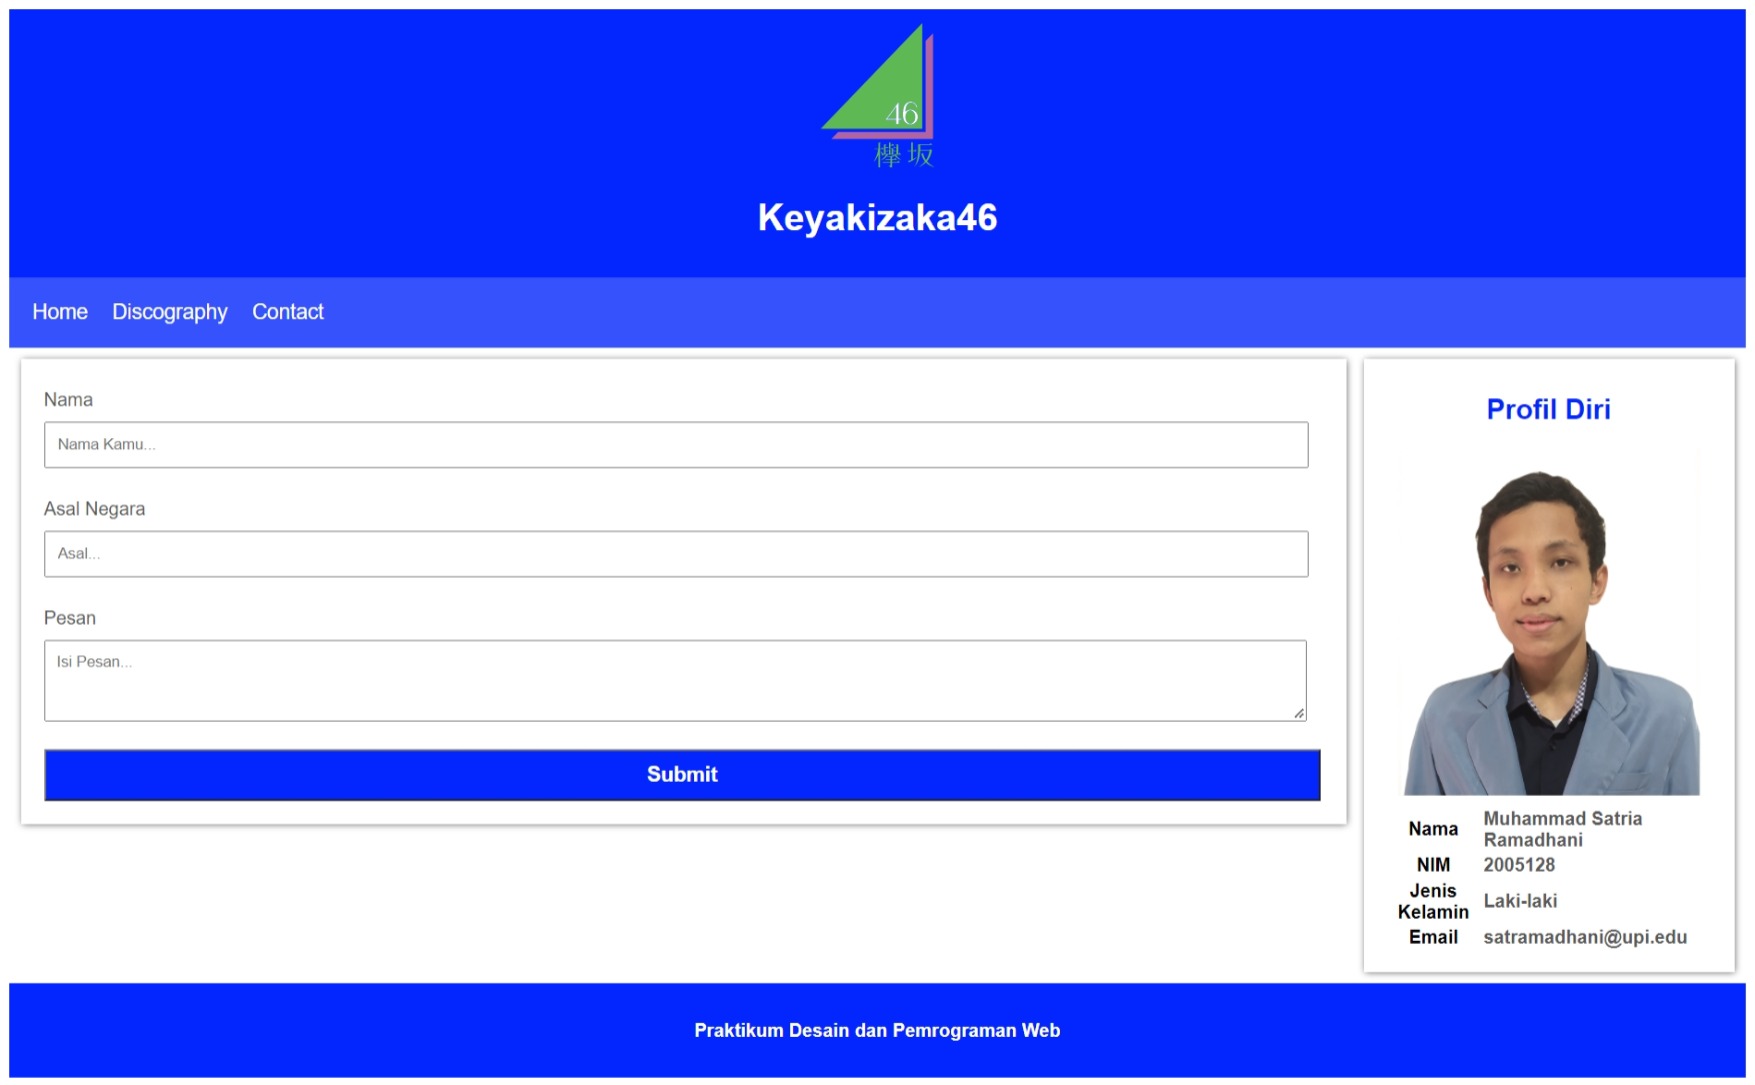 46
欅坂
Keyakizaka46
Home Discography Contact
Nama
Nama Kamu...
Asal Negara
Asal...
Pesan
Isi Pesan...
Submit
Profil Diri
Nama Muhammad Satria
Ramadhani
NIM 2005128
Jenis
Kelamin Laki-laki
Email satramadhani@upi.edu
Praktikum Desain dan Pemrograman Web